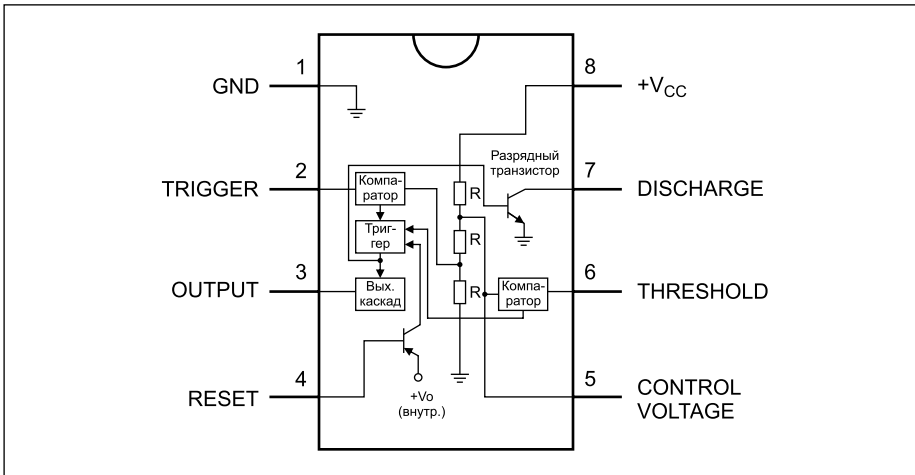 1
GND
8
+VCC
2
TRIGGER
Компа-
ратор
Разрядный
транзистор
7
DISCHARGE
R
Триг-
гер
R
3
OUTPUT
Вых.
каскад
R
Компа-
ратор
6
THRESHOLD
4
RESET
+Vo
(внутр.)
5
CONTROL
VOLTAGE